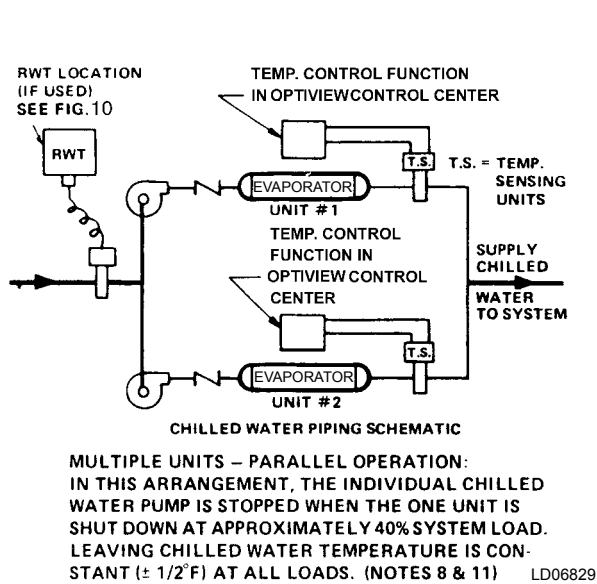 RWT LOCATION
(IF USED)
SEE FIG.10
RWT
TEMP. CONTROL FUNCTION
IN OPTIVIEW CONTROL CENTER
T.S.
T.S. = TEMP.
SENSING
UNITS
EVAPORATOR
UNIT #1
TEMP. CONTROL
FUNCTION IN
OPTIVIEW CONTROL
CENTER
SUPPLY
CHILLED
WATER
TO SYSTEM
T.S.
EVAPORATOR
UNIT #2
CHILLED WATER PIPING SCHEMATIC
MULTIPLE UNITS – PARALLEL OPERATION:
IN THIS ARRANGEMENT, THE INDIVIDUAL CHILLED
WATER PUMP IS STOPPED WHEN THE ONE UNIT IS
SHUT DOWN AT APPROXIMATELY 40% SYSTEM LOAD.
LEAVING CHILLED WATER TEMPERATURE IS CON-
STANT (± 1/2°F) AT ALL LOADS. (NOTES 8 & 11)
LD06829